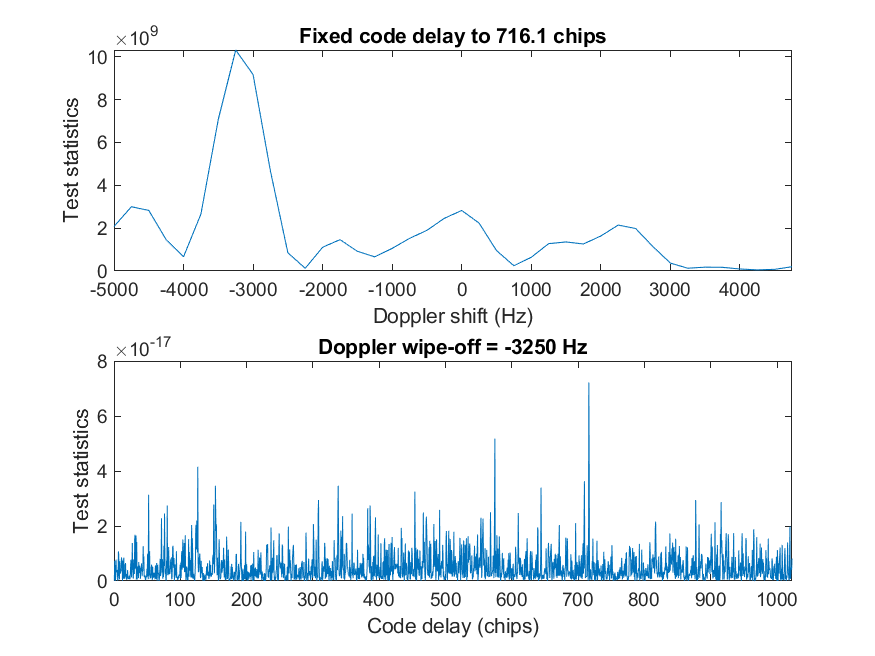 ×10^9
Fixed code delay to 716.1 chips
10
8
6
4
2
0
Test statistics
-5000 -4000 -3000 -2000 -1000 0 1000 2000 3000 4000
Doppler shift (Hz)
×10^-17
Doppler wipe-off = -3250 Hz
8
6
4
2
0
Test statistics
0 100 200 300 400 500 600 700 800 900 1000
Code delay (chips)